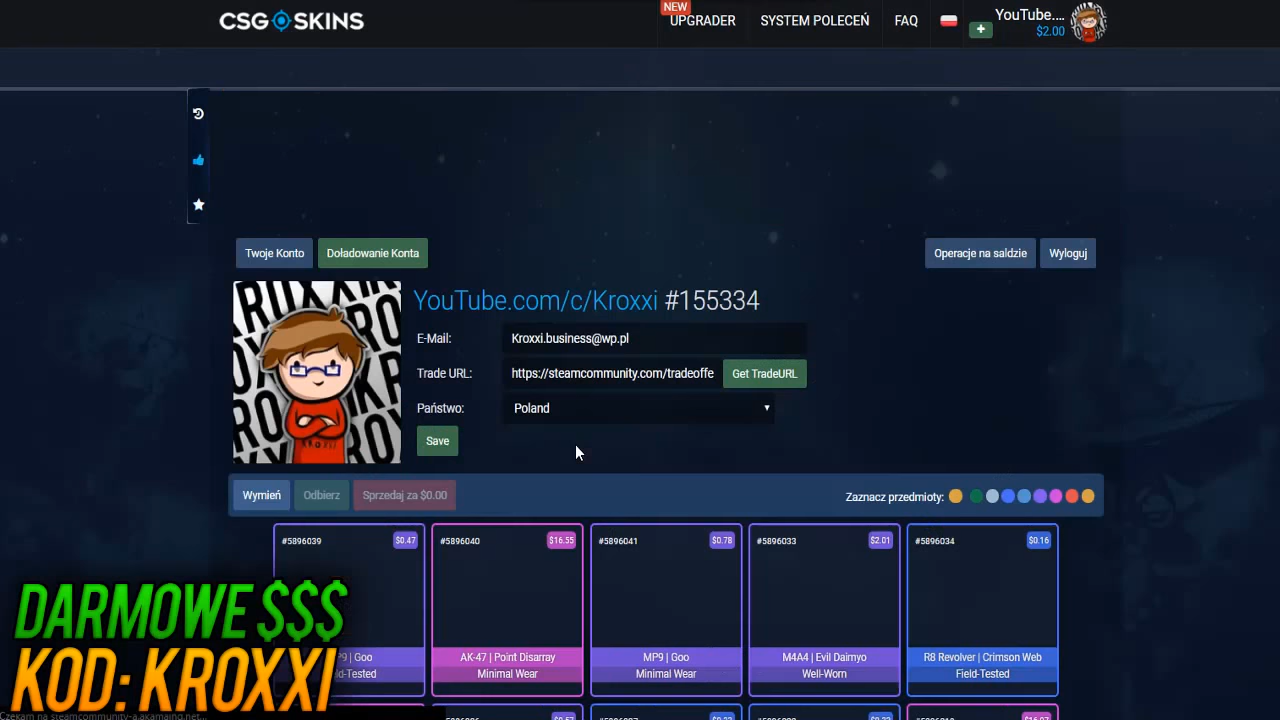 CSG SKINS
NEW
UPGRADER
SYSTEM POLECEŃ
FAQ
YouTube....
$2.00
Twoje Konto
Doładowanie Konta
Operacje na saldzie
Wyloguj
YouTube.com/c/Kroxxi #155334
E-Mail:
Kroxxi.business@wp.pl
Trade URL:
https://steamcommunity.com/tradeoffe
Get TradeURL
Państwo:
Poland
Save
Wymień
Odbierz
Sprzedaj za $0.00
Zaznacz przedmioty:
#5896039
$0.47
#5896040
$16.55
#5896041
$0.78
#5896033
$2.01
#5896034
$0.16
P9 | Goo
ld-Tested
AK-47 | Point Disarray
Minimal Wear
MP9 | Goo
Minimal Wear
M4A4 | Evil Daimyo
Well-Worn
R8 Revolver | Crimson Web
Field-Tested
DARMOWE $$$
KOD: KROXXI